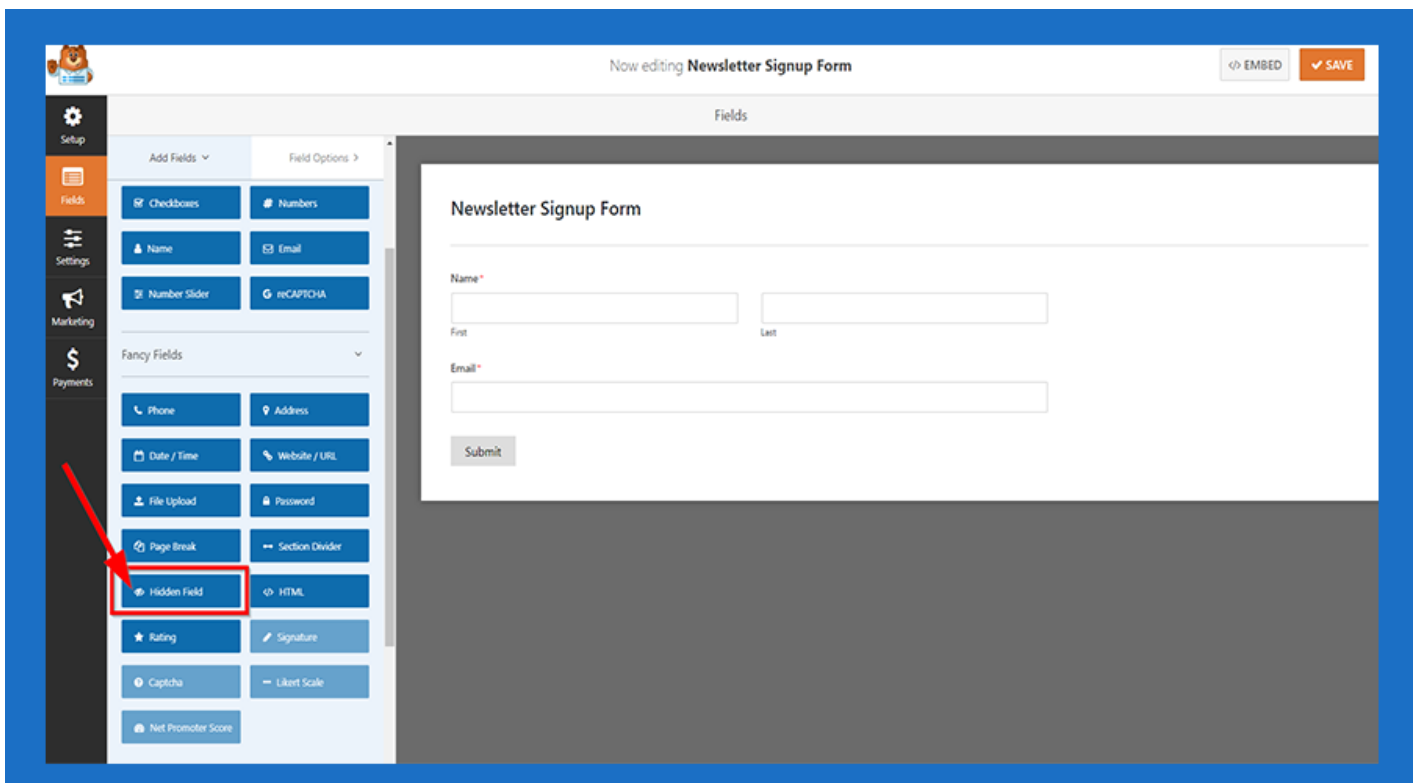 Now editing Newsletter Signup Form
</> EMBED
SAVE
Setup
Fields
Settings
Marketing
Payments
Fields
Add Fields
Field Options
Checkboxes
Numbers
Name
Email
Number Slider
reCAPTCHA
Fancy Fields
Phone
Address
Date / Time
Website / URL
File Upload
Password
Page Break
Section Divider
Hidden Field
</> HTML
Rating
Signature
Captcha
Likert Scale
Net Promoter Score
Newsletter Signup Form
Name*
First
Last
Email*
Submit